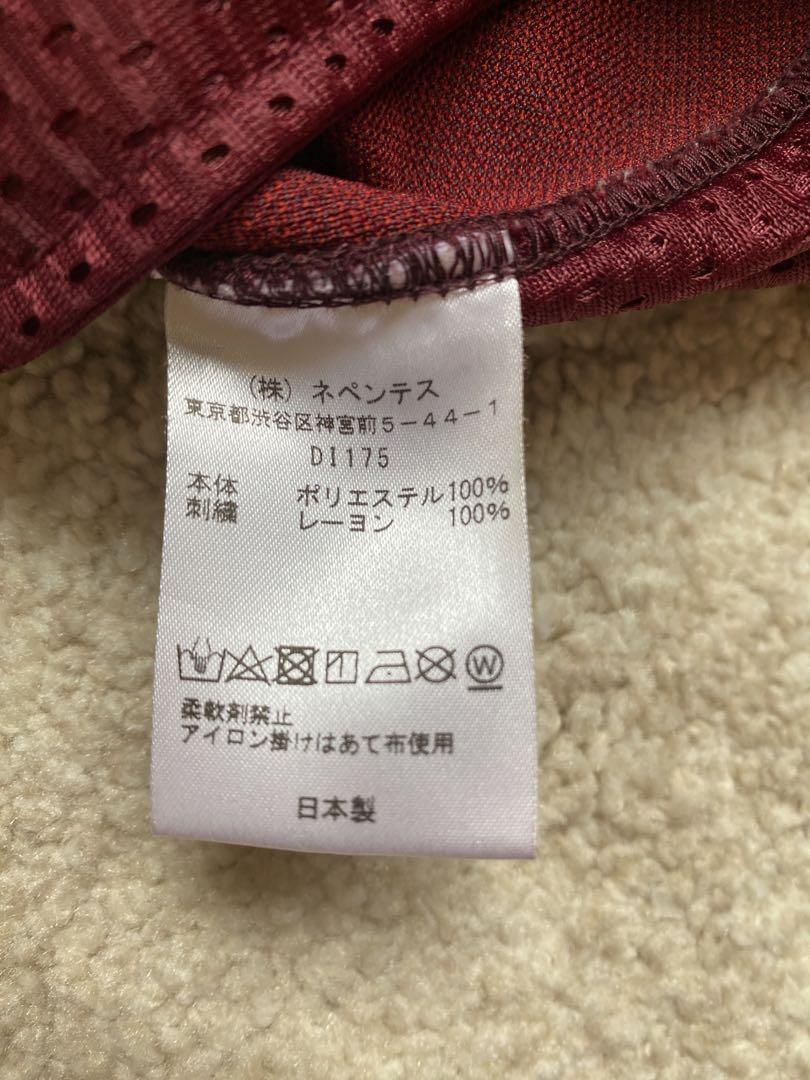 (株) ネペンテス
東京都渋谷区神宮前5-44-1
DI175
本体 ポリエステル100%
刺繍 レーヨン 100%
W
柔軟剤禁止
アイロン掛けはあて布使用
日本製